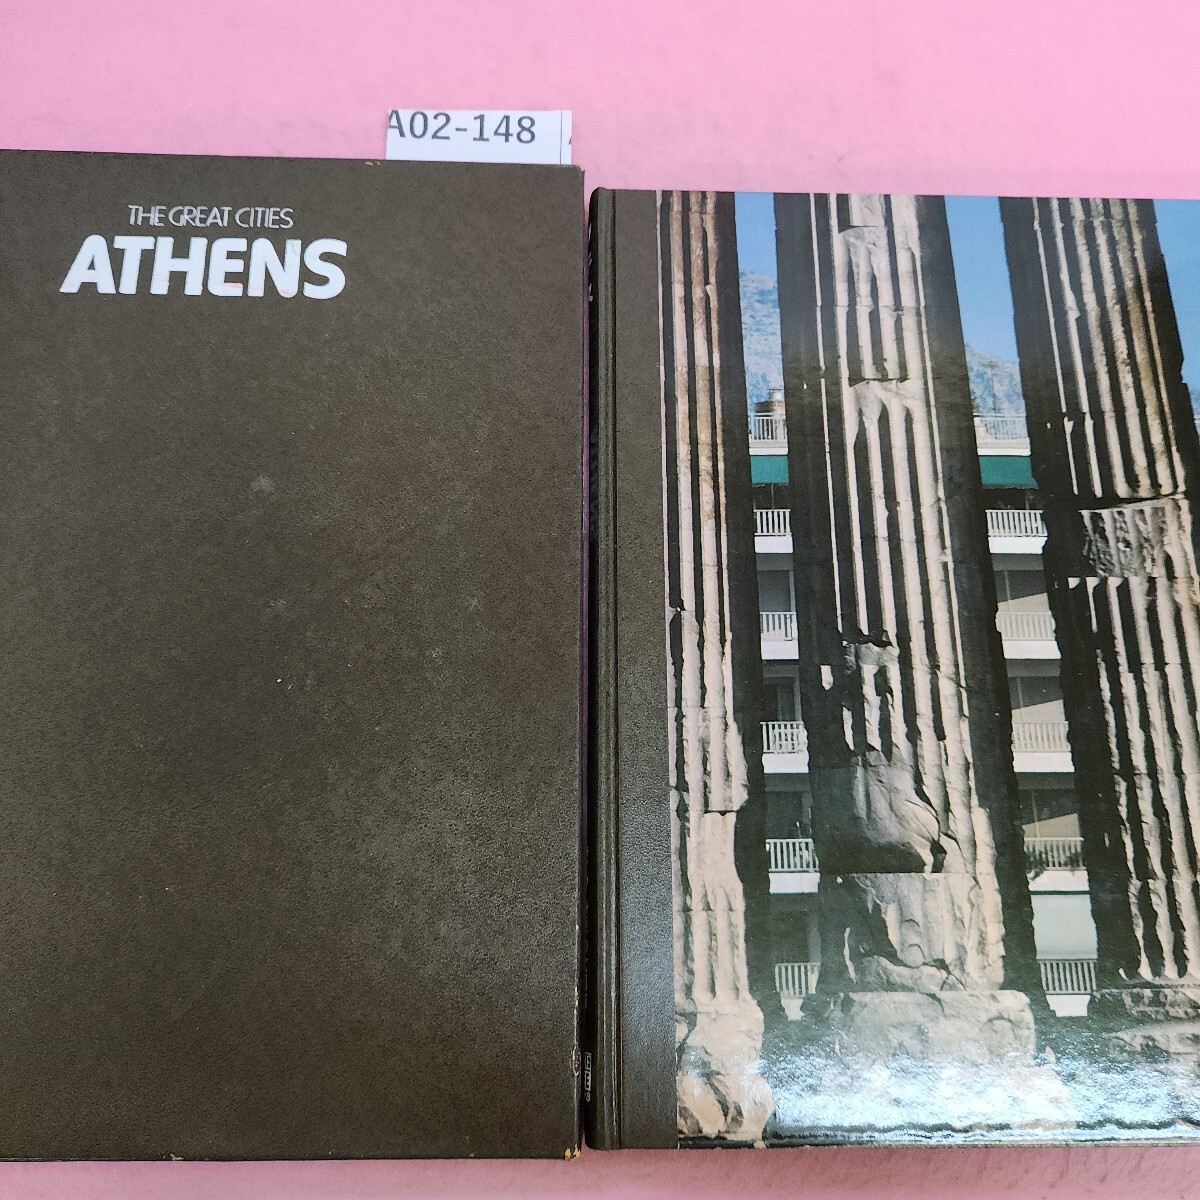 A02-148
THE GREAT CITIES
ATHENS